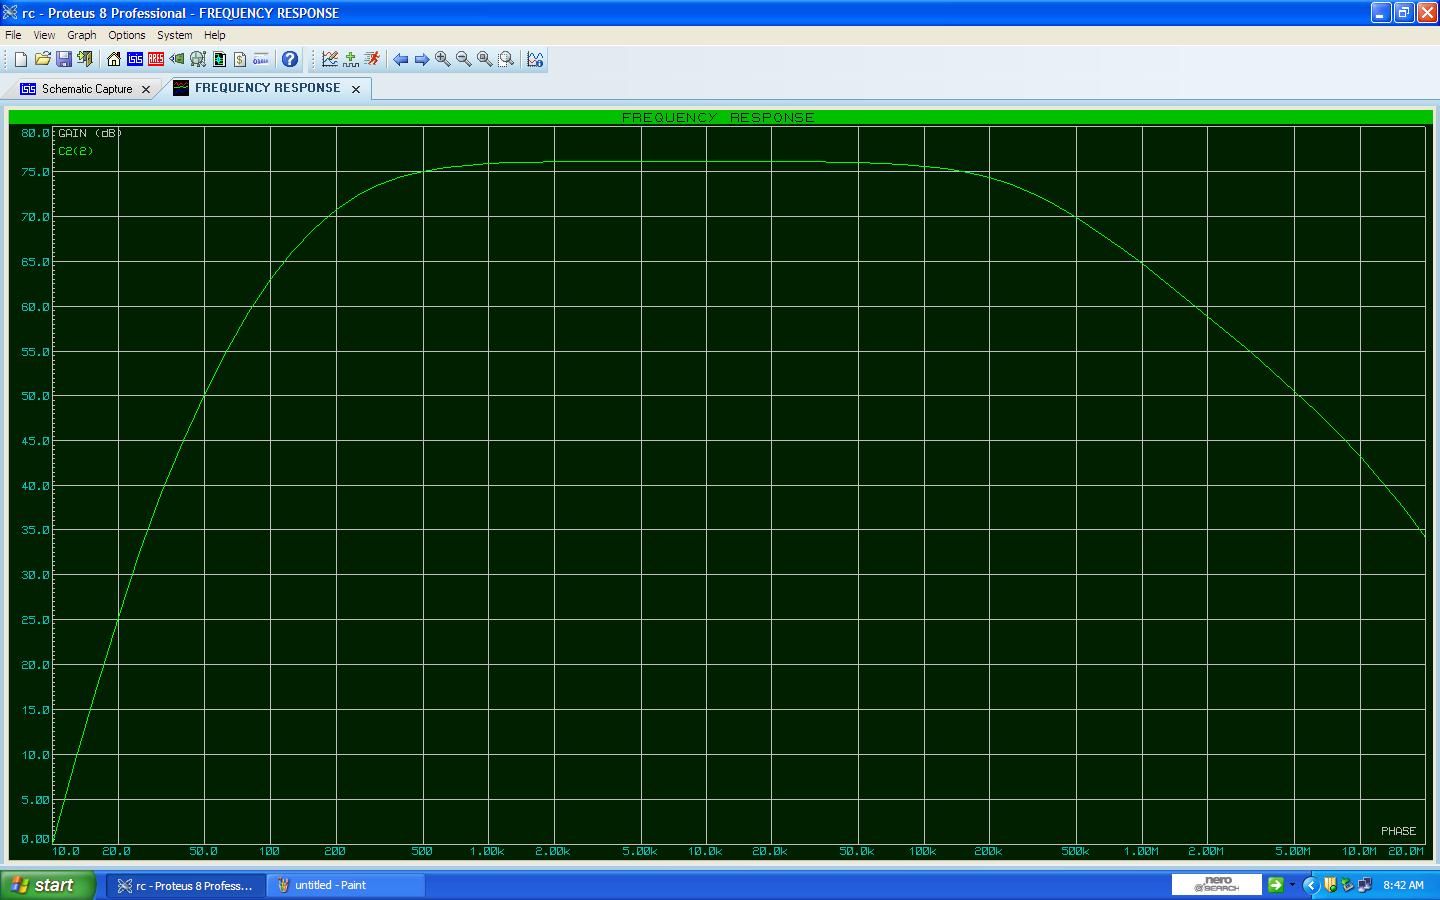 rc - Proteus 8 Professional - FREQUENCY RESPONSE
File View Graph Options System Help
ISIS ARES $
Schematic Capture FREQUENCY RESPONSE
FREQUENCY RESPONSE
80.0 GAIN (dB)
C2(2)
75.0
70.0
65.0
60.0
55.0
50.0
45.0
40.0
35.0
30.0
25.0
20.0
15.0
10.0
5.00
PHASE
0.00
10.0 20.0 50.0 100 200 500 1.00k 2.00k 5.00k 10.0k 20.0k 50.0k 100k 200k 500k 1.00M 2.00M 5.00M 10.0M 20.0M
start rc - Proteus 8 Profess... untitled - Paint nero SEARCH 8:42 AM